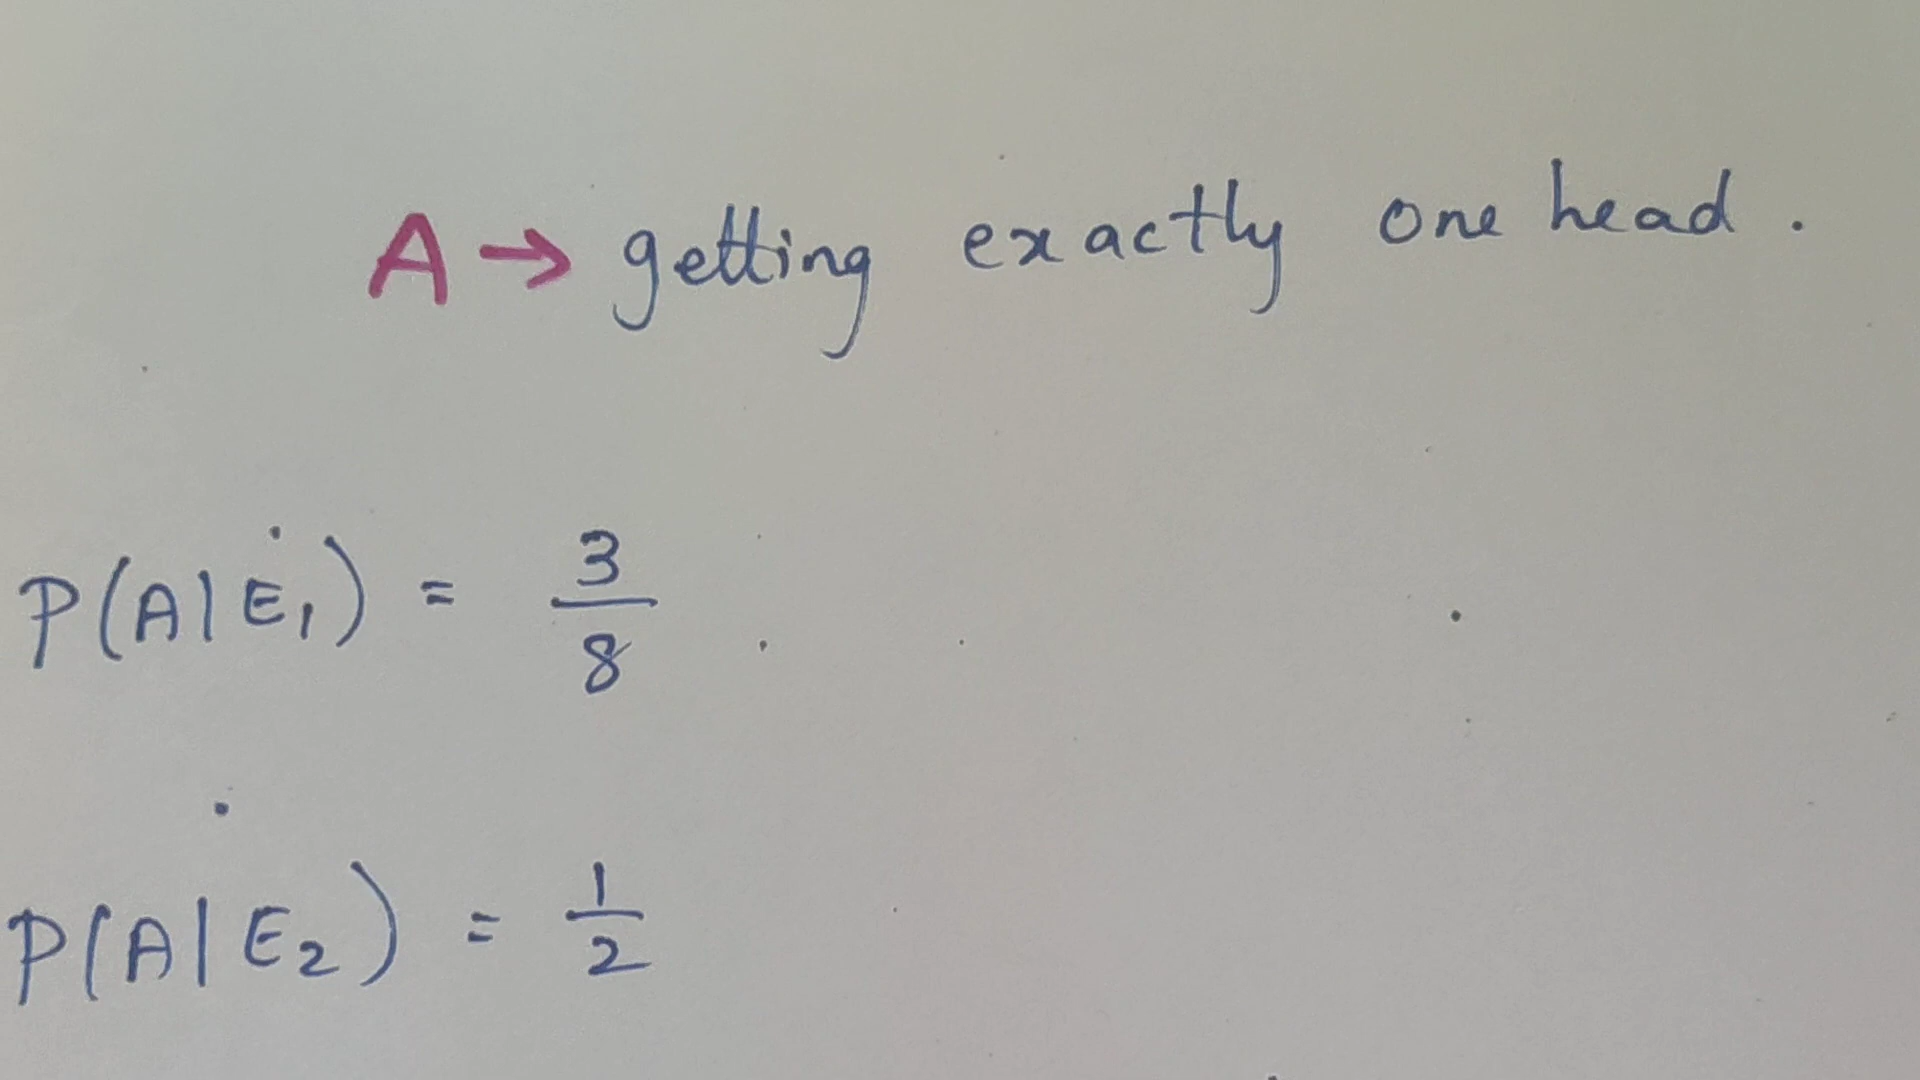 A → getting exactly one head.
P(A|E₁) = 3/8
P(A|E₂) = 1/2